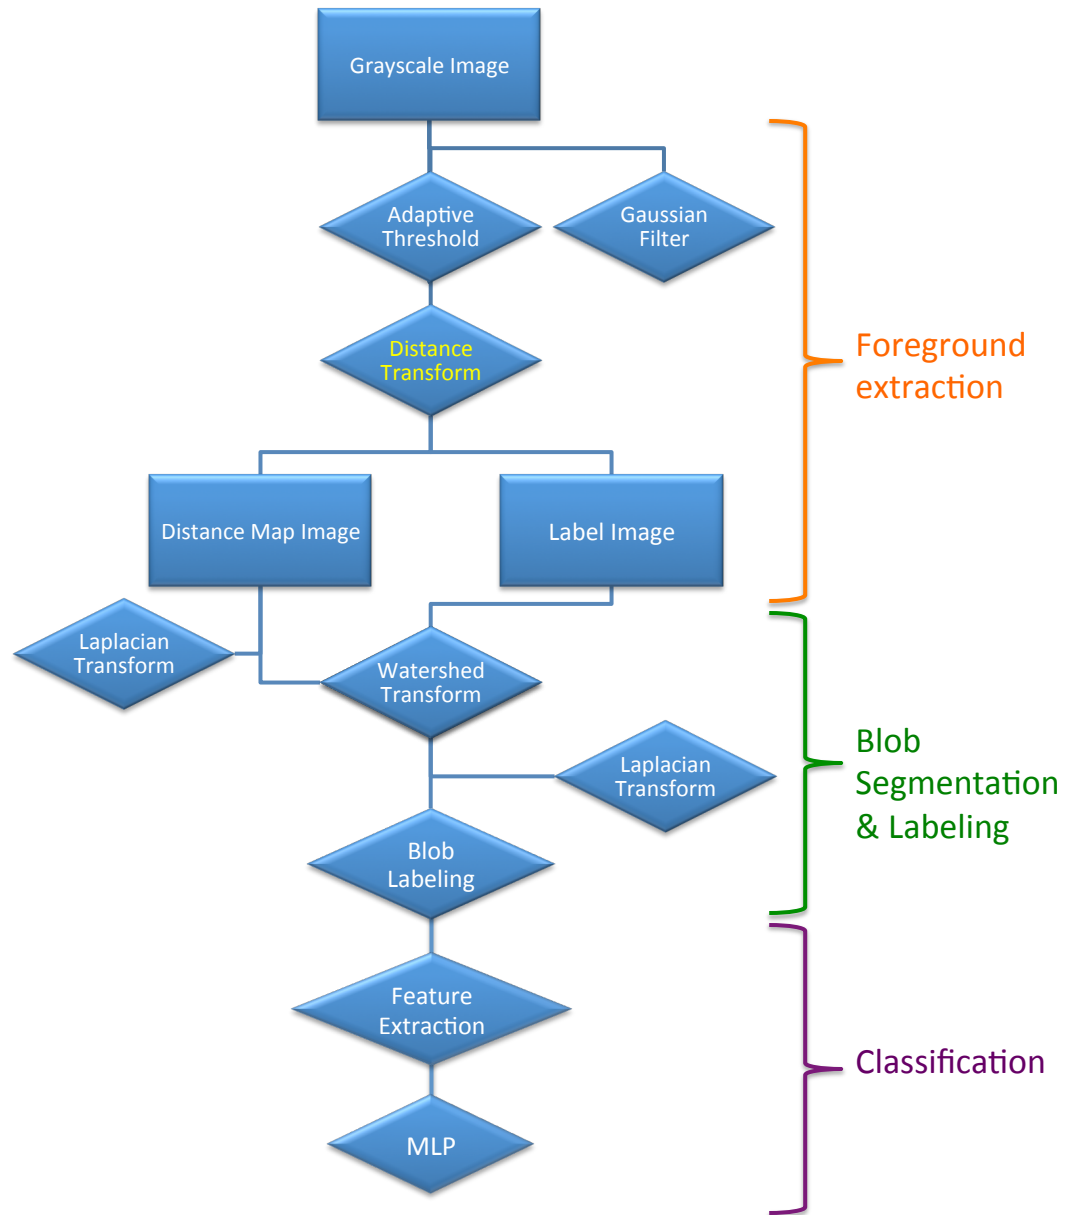 Grayscale Image
Adaptive
Threshold
Gaussian
Filter
Distance
Transform
Foreground
extraction
Distance Map Image
Label Image
Laplacian
Transform
Watershed
Transform
Laplacian
Transform
Blob
Segmentation
& Labeling
Blob
Labeling
Feature
Extraction
Classification
MLP